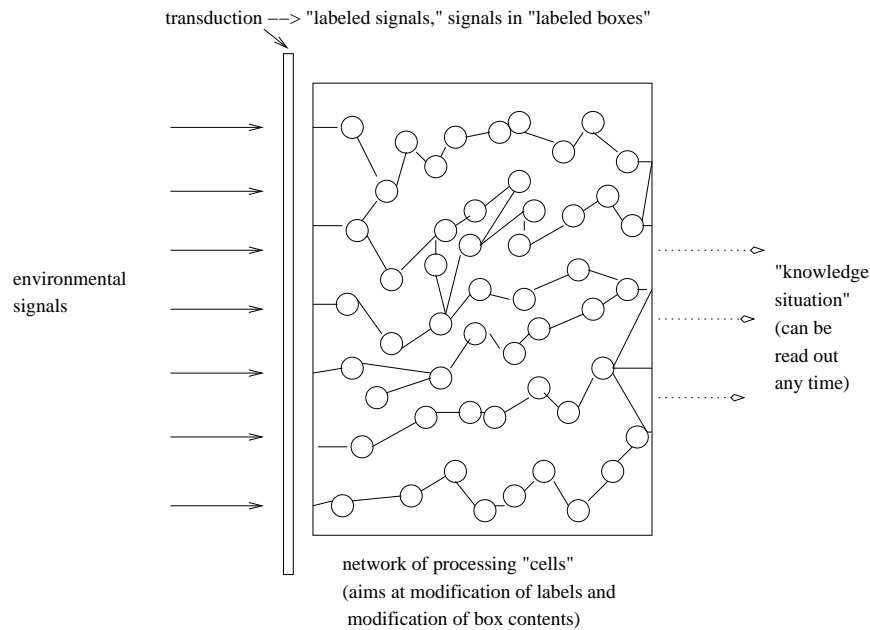 transduction --> "labeled signals," signals in "labeled boxes"
environmental
signals
"knowledge
situation"
(can be
read out
any time)
network of processing "cells"
(aims at modification of labels and
modification of box contents)